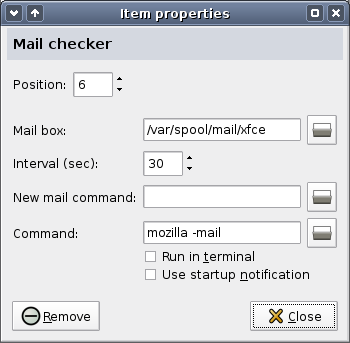 Item properties
Mail checker
Position: 6
Mail box: /var/spool/mail/xfce
Interval (sec): 30
New mail command:
Command: mozilla -mail
Run in terminal
Use startup notification
Remove Close